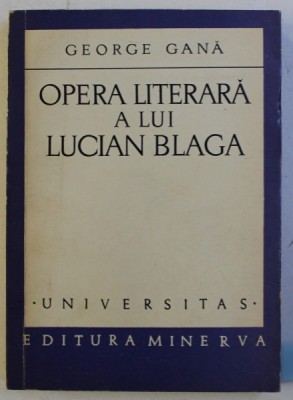 GEORGE GANĂ
OPERA LITERARĂ
A LUI
LUCIAN BLAGA
· UNIVERSITAS ·
EDITURA MINERVA